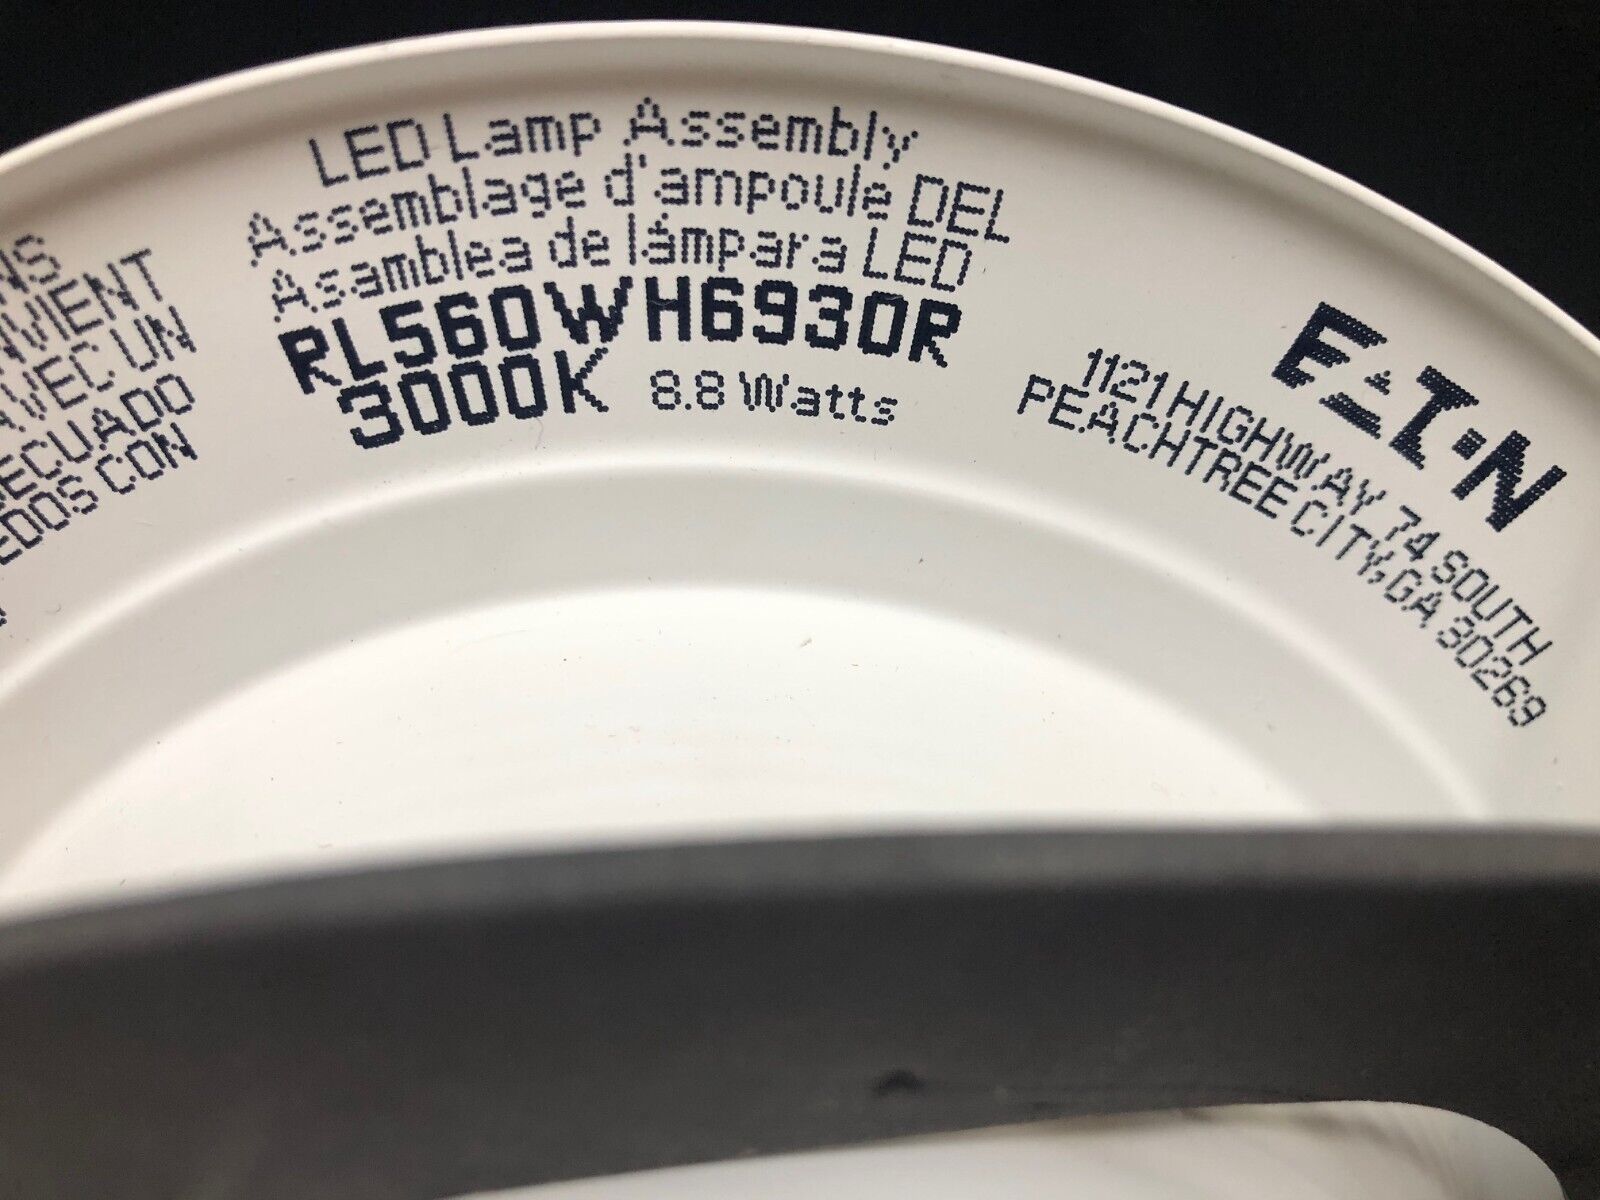 NS
VIENT
AVEC UN
ECUADO
EDOS CON
LED Lamp Assembly
Assemblage d'ampoule DEL
Asamblea de lámpara LED
RL560WH6930R
3000K 8.8 Watts
EATON
1121 HIGHWAY 74 SOUTH
PEACHTREE CITY, GA 30269